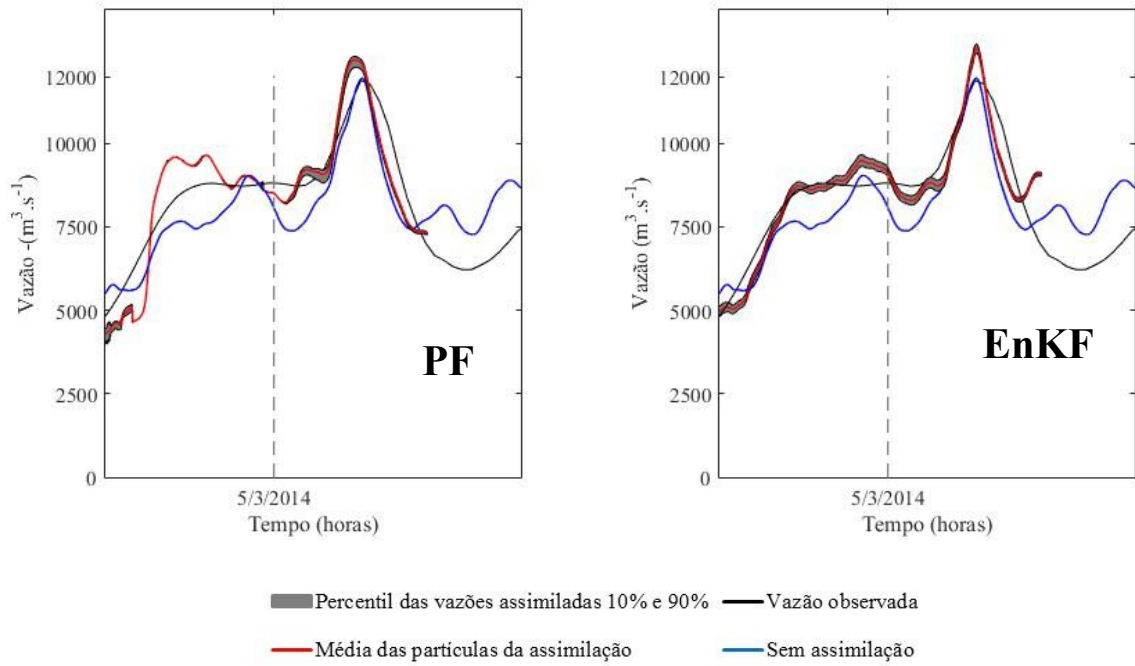 Vazão -(m³.s⁻¹)
12000
10000
7500
5000
2500
0
PF
5/3/2014
Tempo (horas)
Vazão (m³.s⁻¹)
12000
10000
7500
5000
2500
0
EnKF
5/3/2014
Tempo (horas)
Percentil das vazões assimiladas 10% e 90%
Vazão observada
Média das partículas da assimilação
Sem assimilação